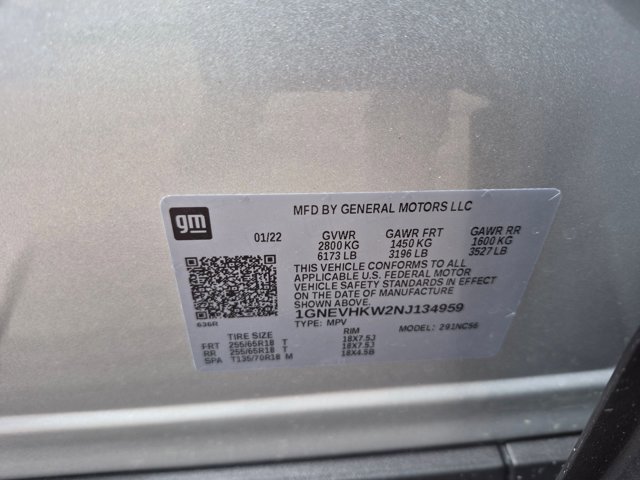 gm
MFD BY GENERAL MOTORS LLC
01/22 GVWR GAWR FRT GAWR RR
2800 KG 1450 KG 1600 KG
6173 LB 3196 LB 3527 LB
THIS VEHICLE CONFORMS TO ALL
APPLICABLE U.S. FEDERAL MOTOR
VEHICLE SAFETY STANDARDS IN EFFECT
ON THE DATE OF MANUFACTURE
SHOWN ABOVE.
1GNEVHKW2NJ134959
636R TYPE: MPV MODEL: 291NC56
TIRE SIZE RIM
FRT 255/65R18 T 18X7.5J
RR 255/65R18 T 18X7.5J
SPA T135/70R18 M 18X4.5B